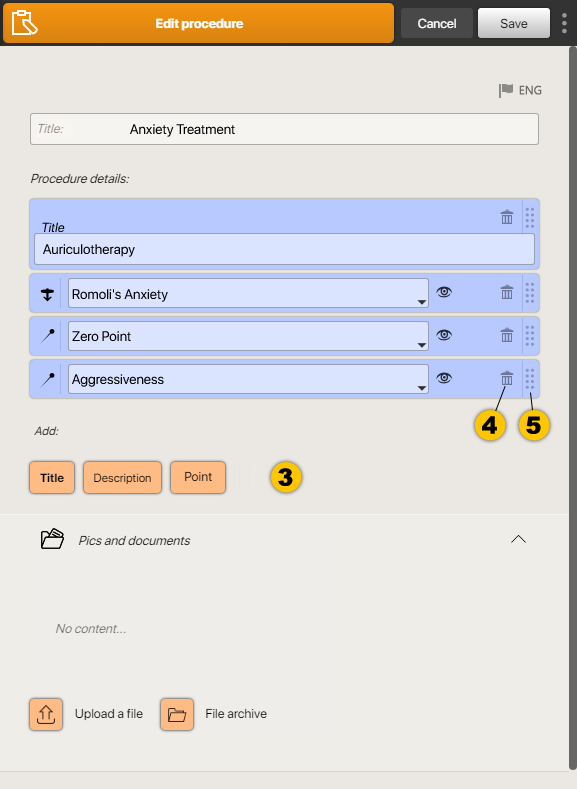 Edit procedure
Cancel
Save
ENG
Title: Anxiety Treatment
Procedure details:
Title
Auriculotherapy
Romoli's Anxiety
Zero Point
Aggressiveness
4 5
Add:
Title Description Point 3
Pics and documents
No content...
Upload a file File archive